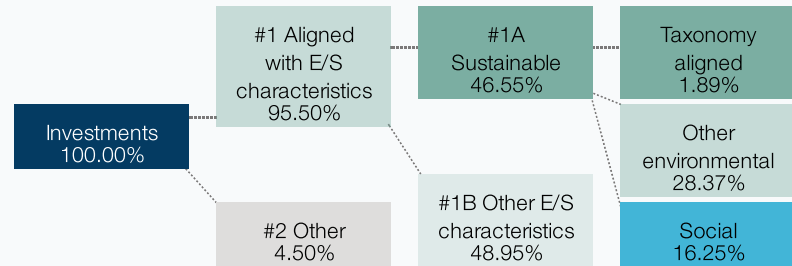 Investments
100.00%
#1 Aligned
with E/S
characteristics
95.50%
#2 Other
4.50%
#1A
Sustainable
46.55%
#1B Other E/S
characteristics
48.95%
Taxonomy
aligned
1.89%
Other
environmental
28.37%
Social
16.25%